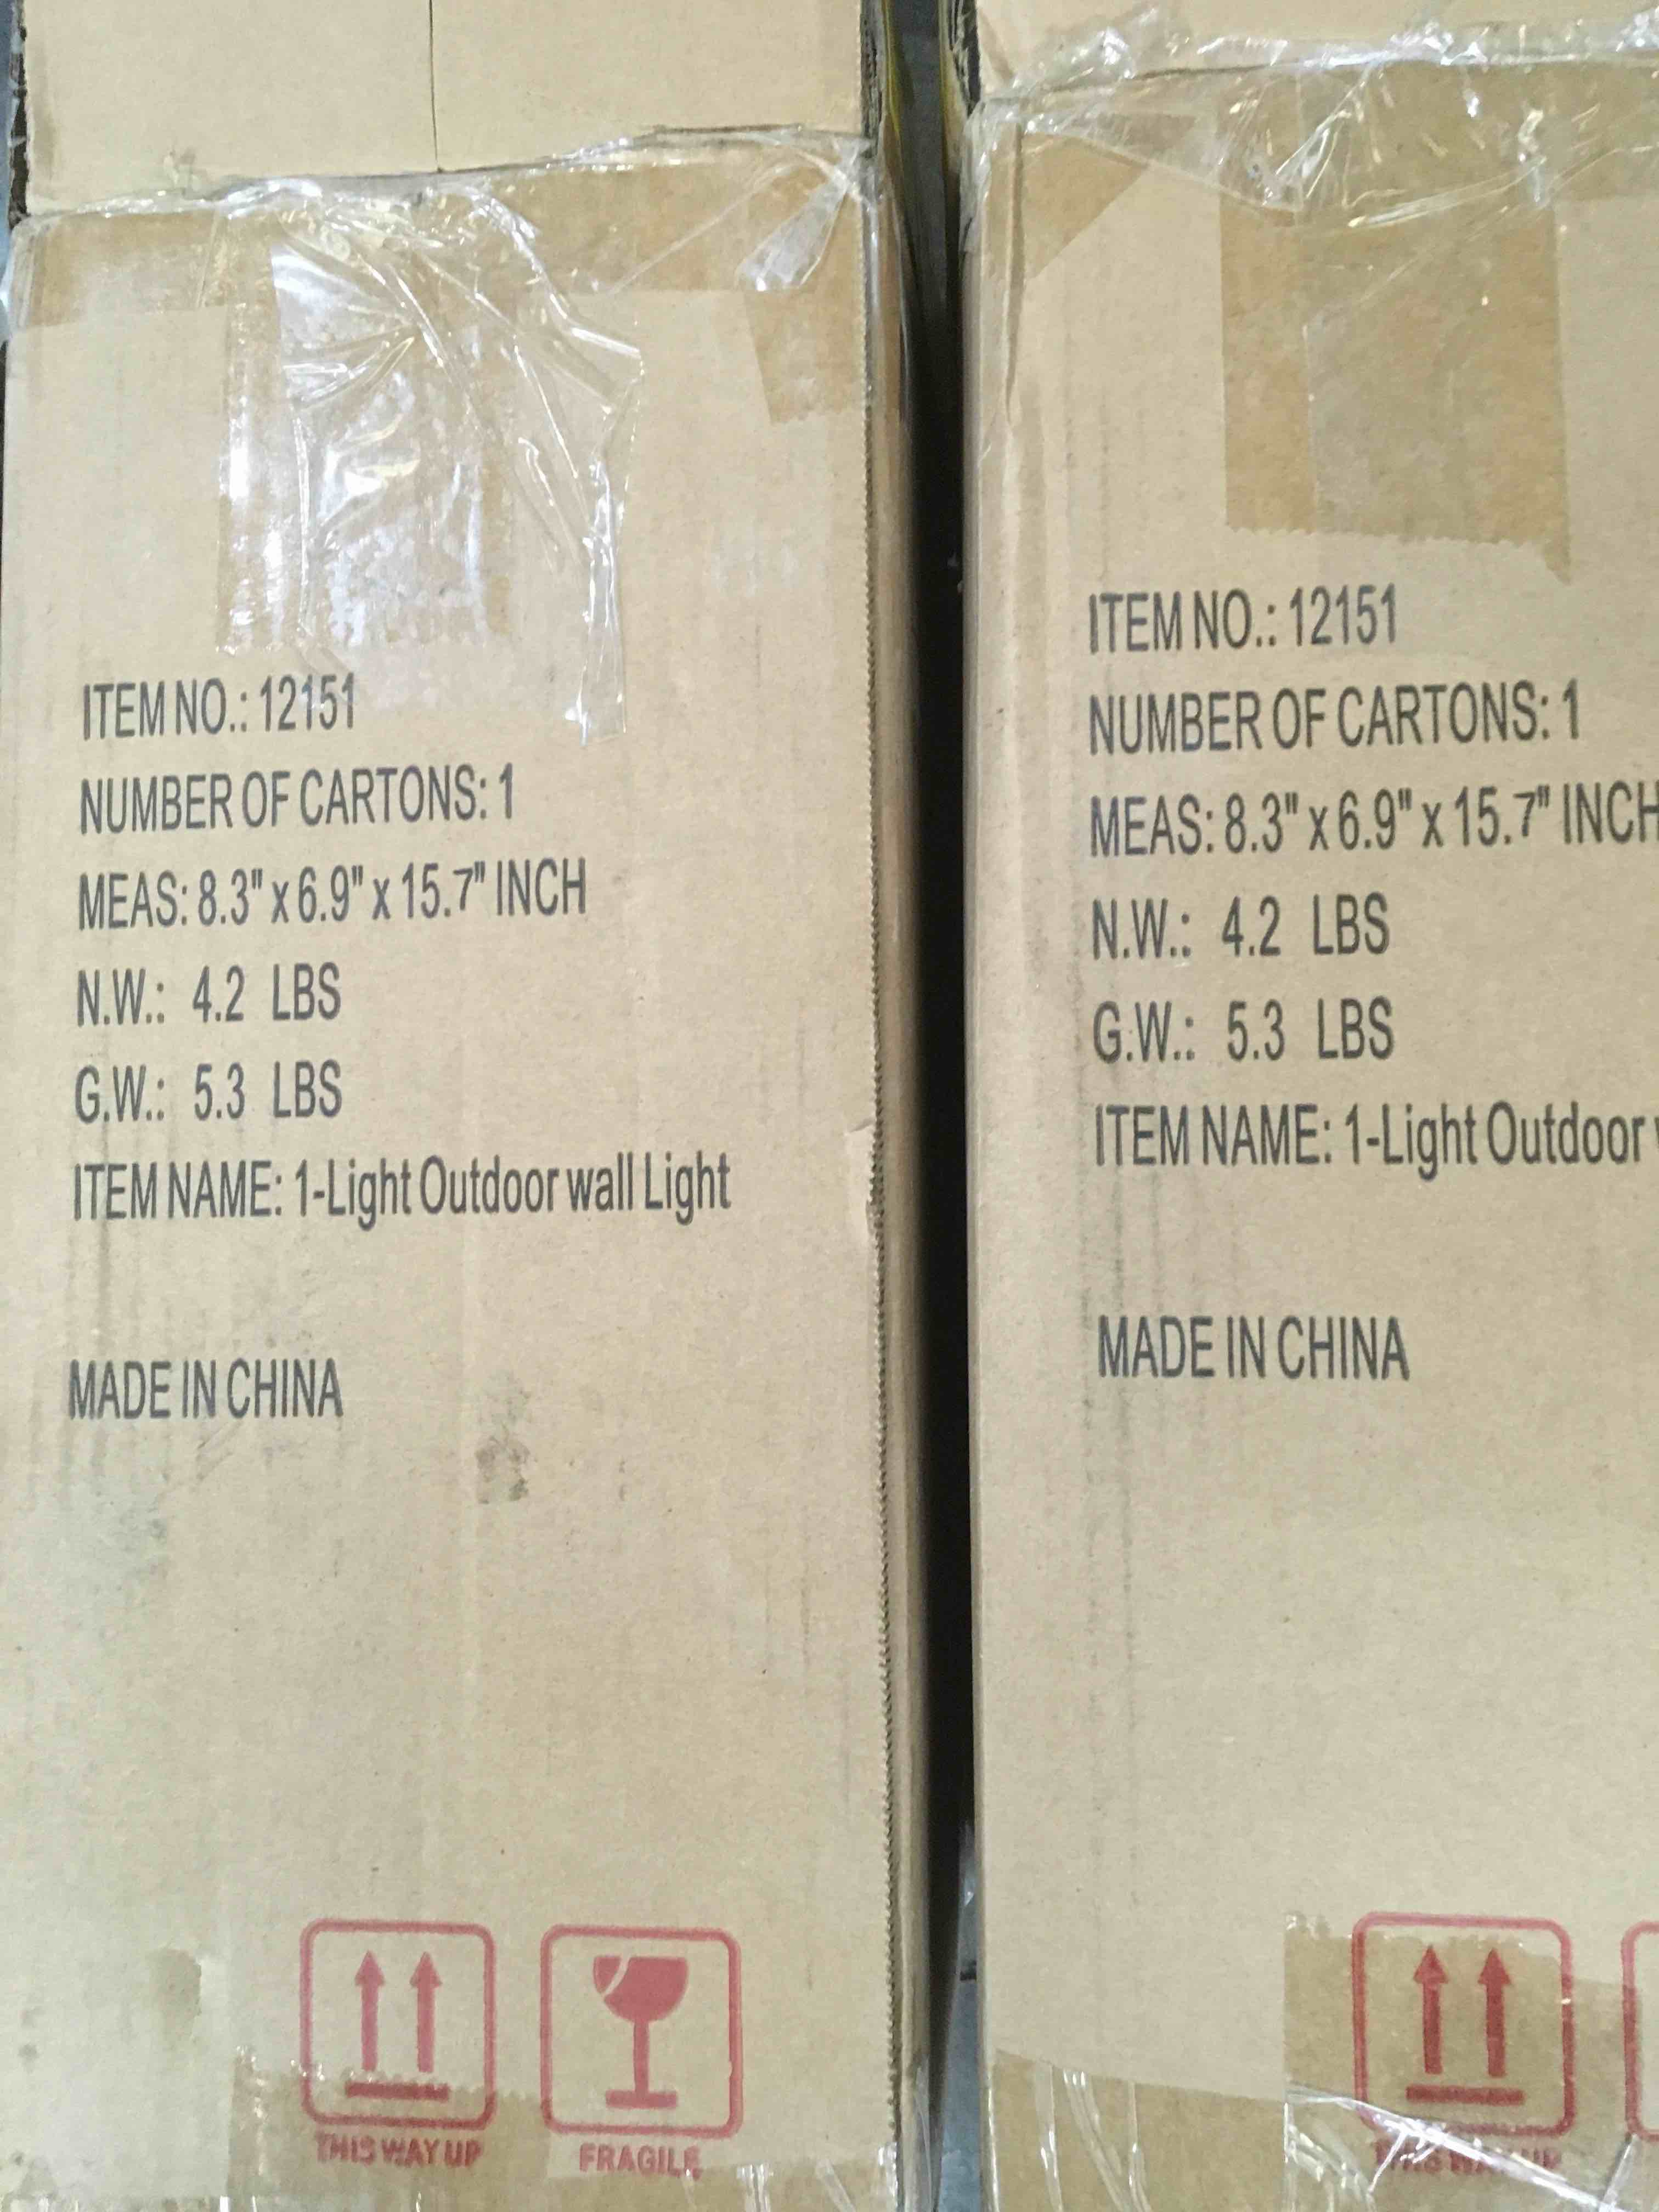 ITEM NO.: 12151
NUMBER OF CARTONS: 1
MEAS: 8.3" x 6.9" x 15.7" INCH
N.W.: 4.2 LBS
G.W.: 5.3 LBS
ITEM NAME: 1-Light Outdoor wall Light
MADE IN CHINA
THIS WAY UP
FRAGILE
ITEM NO.: 12151
NUMBER OF CARTONS: 1
MEAS: 8.3" x 6.9" x 15.7" INCH
N.W.: 4.2 LBS
G.W.: 5.3 LBS
ITEM NAME: 1-Light Outdoor
MADE IN CHINA
THIS WAY UP